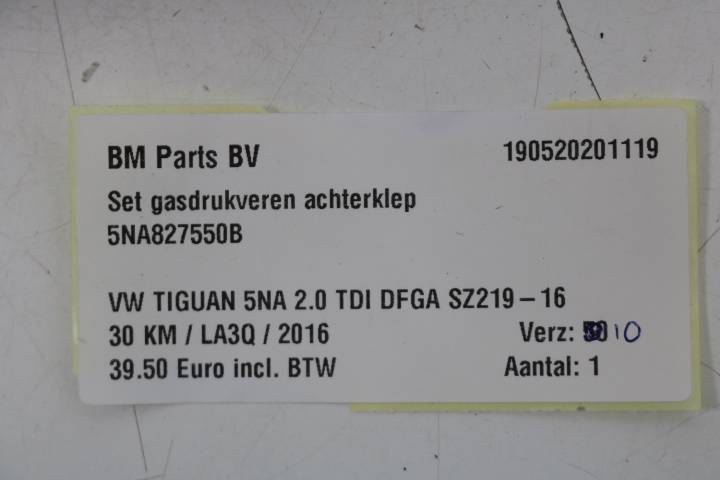 BM Parts BV 190520201119
Set gasdrukveren achterklep
5NA827550B
VW TIGUAN 5NA 2.0 TDI DFGA SZ219-16
30 KM / LA3Q / 2016 Verz: 10
39.50 Euro incl. BTW Aantal: 1